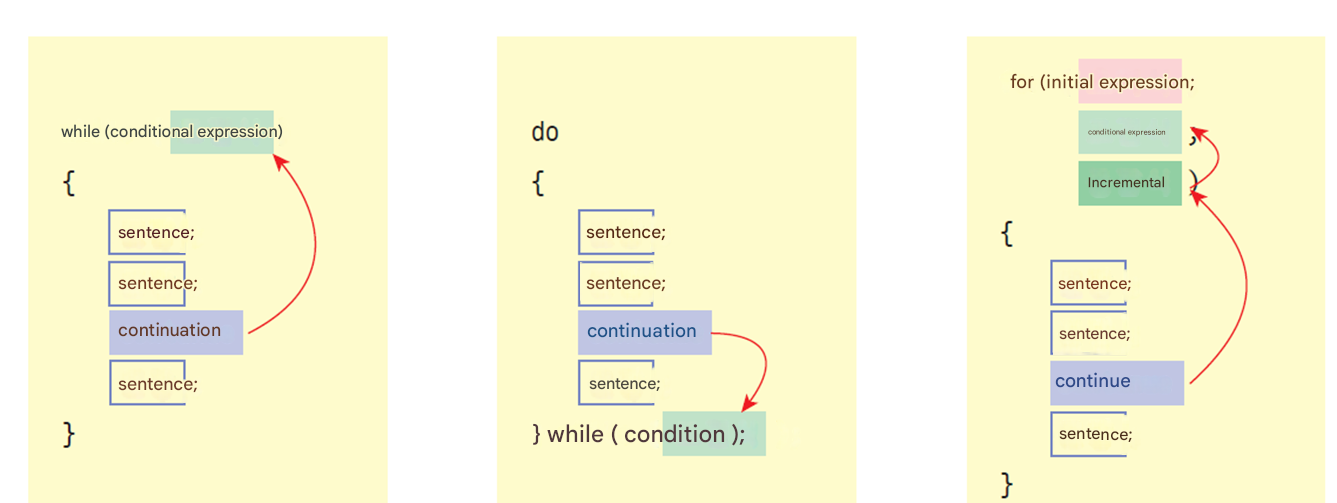 while (conditional expression)
{
sentence;
sentence;
continuation
sentence;
}
do
{
sentence;
sentence;
continuation
sentence;
} while ( condition );
for (initial expression;
conditional expression ;
Incremental )
{
sentence;
sentence;
continue
sentence;
}